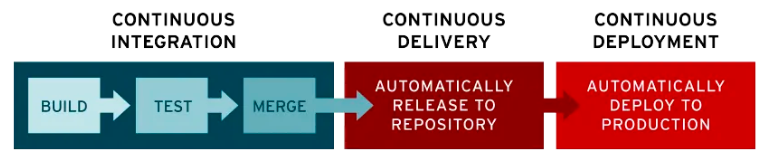 CONTINUOUS
INTEGRATION
CONTINUOUS
DELIVERY
CONTINUOUS
DEPLOYMENT
BUILD
TEST
MERGE
AUTOMATICALLY
RELEASE TO
REPOSITORY
AUTOMATICALLY
DEPLOY TO
PRODUCTION